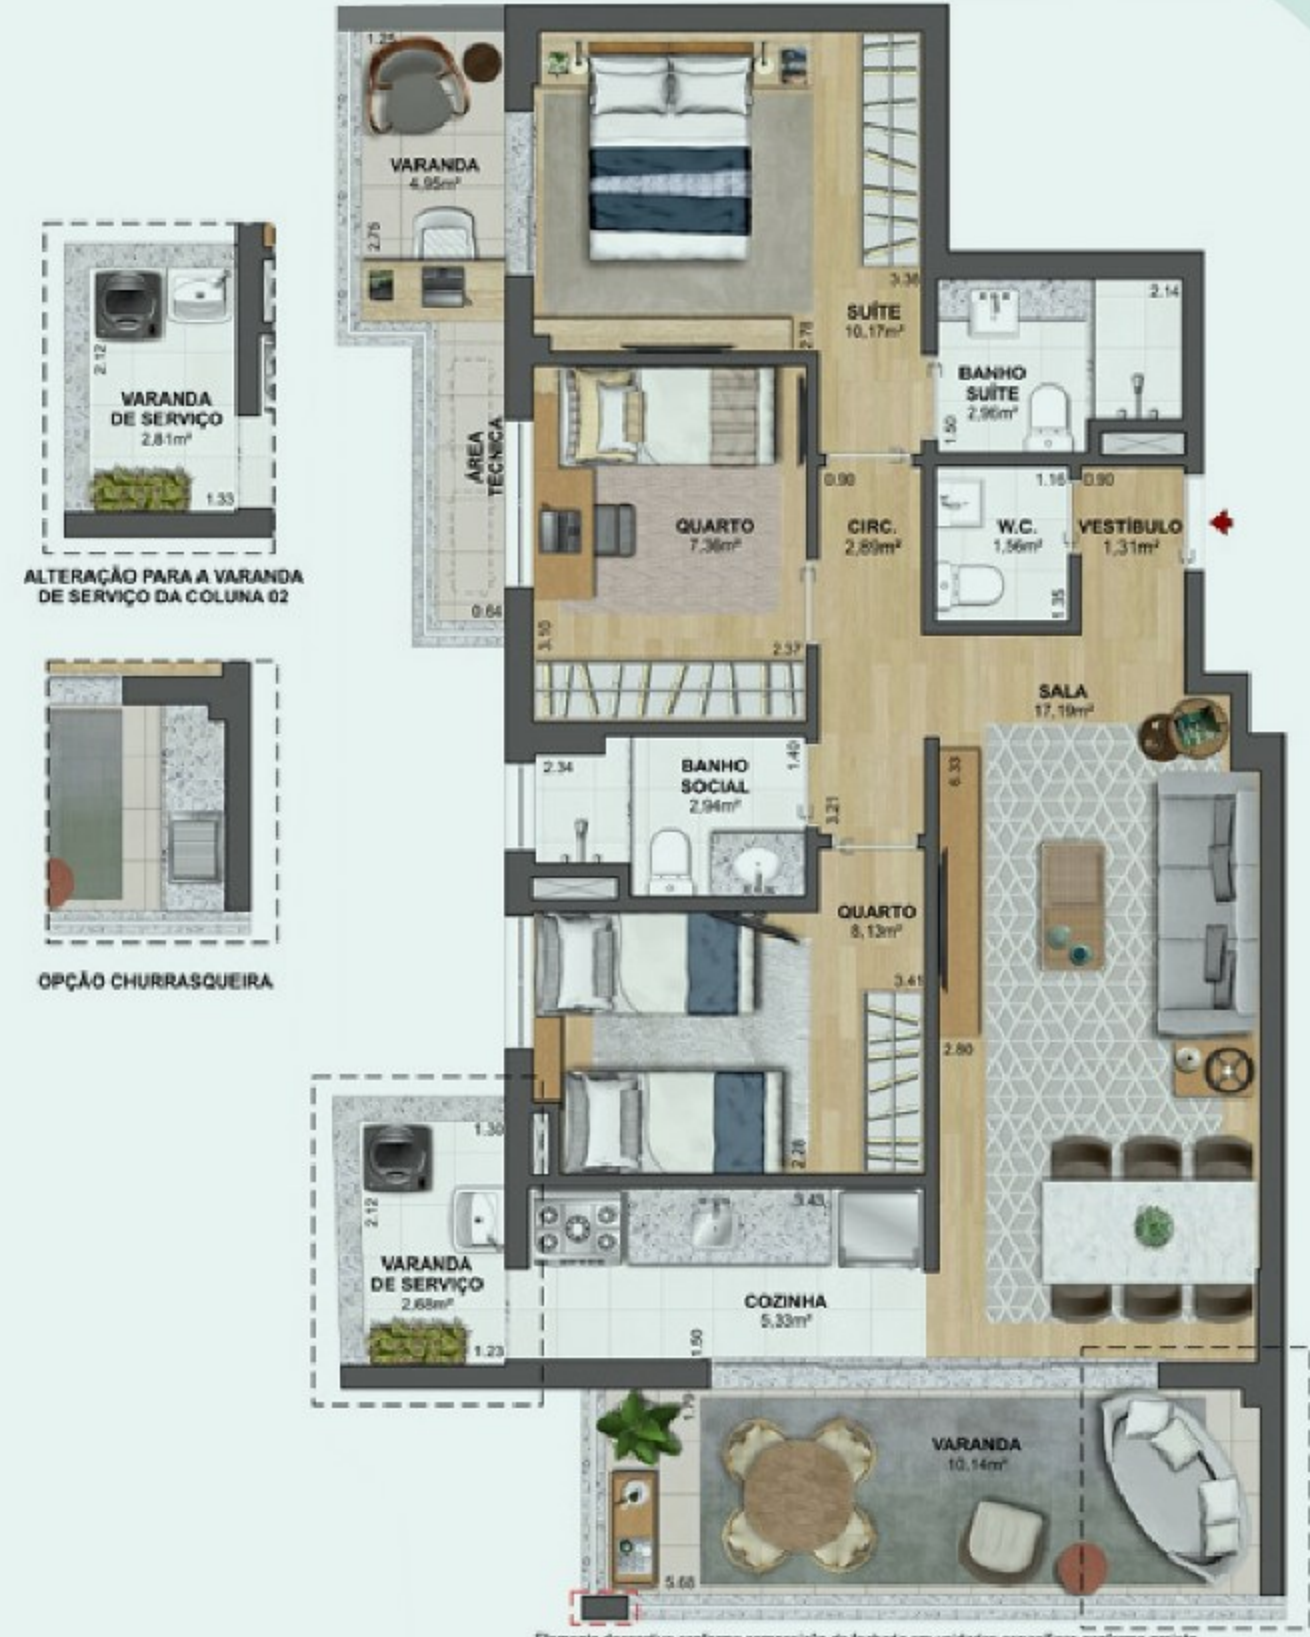 1.25
VARANDA
4,95m²
2.75
SUÍTE
10,17m²
3.38
2.78
2.14
BANHO
SUÍTE
2,96m²
1.50
2.12
VARANDA
DE SERVIÇO
2,81m²
1.33
ALTERAÇÃO PARA A VARANDA
DE SERVIÇO DA COLUNA 02
ÁREA
TÉCNICA
0.64
QUARTO
7,36m²
3.10
2.37
0.90
CIRC.
2,89m²
3.21
1.16
W.C.
1,56m²
1.35
0.90
VESTÍBULO
1,31m²
SALA
17,19m²
6.33
2.80
2.34
BANHO
SOCIAL
2,94m²
1.40
OPÇÃO CHURRASQUEIRA
QUARTO
8,13m²
3.41
2.28
1.30
2.12
VARANDA
DE SERVIÇO
2,68m²
1.23
3.43
COZINHA
5,33m²
1.50
1.79
VARANDA
10,14m²
5.68